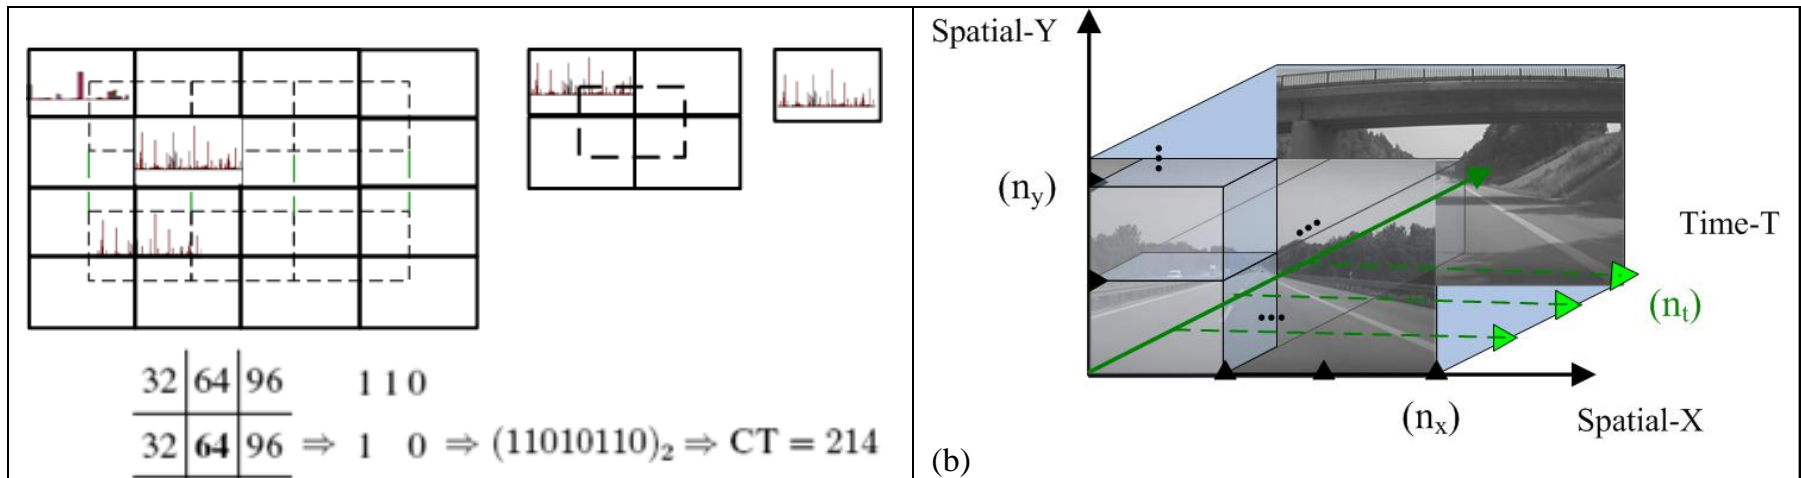 32 64 96 1 1 0
32 64 96 ⇒ 1 0 ⇒ (11010110)₂ ⇒ CT = 214
Spatial-Y
(nᵧ)
Time-T
(nₜ)
(nₓ)
Spatial-X
(b)